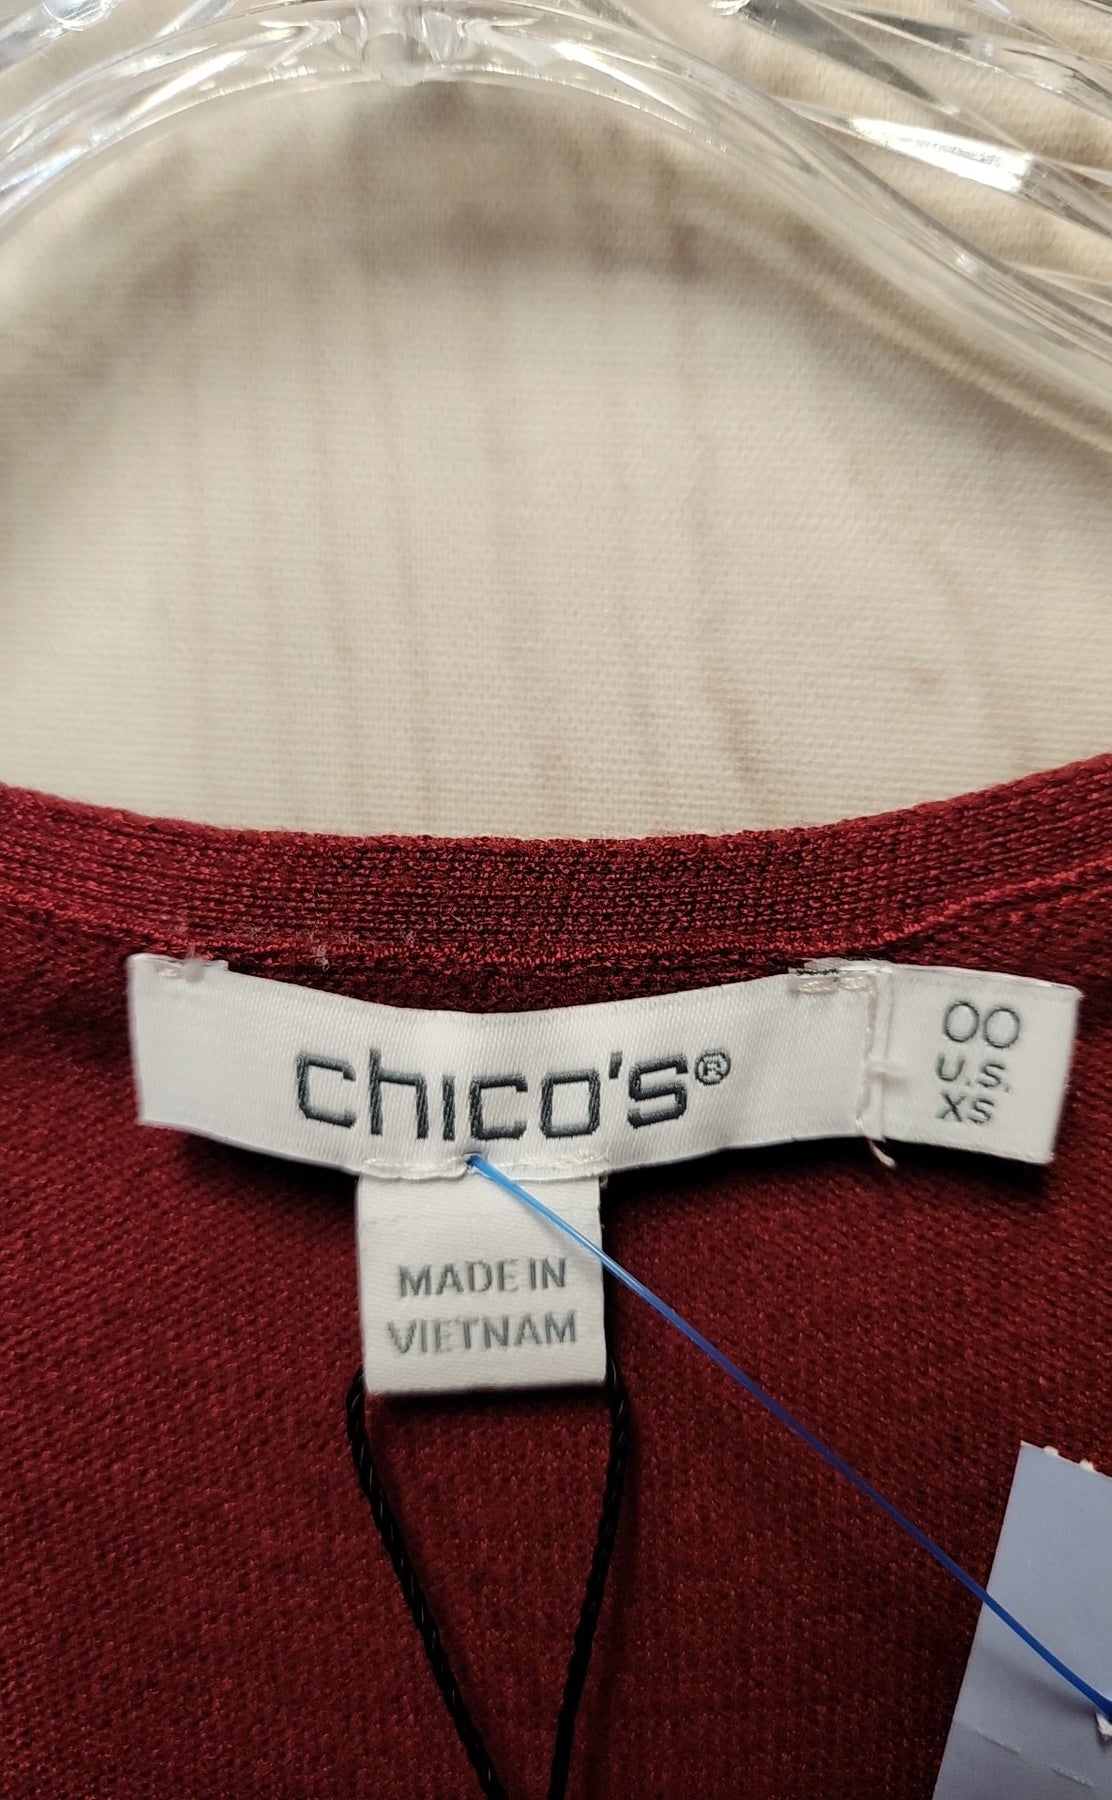 chico's®
00
U.S.
XS
MADE IN
VIETNAM